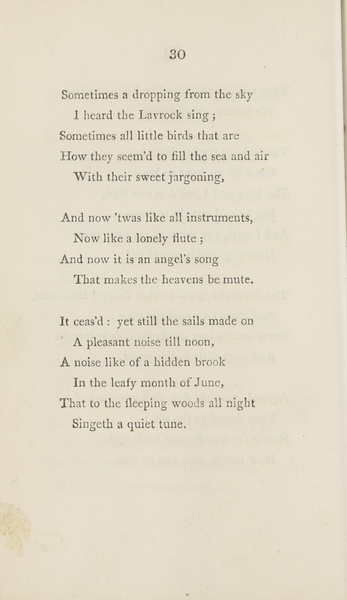 30
Sometimes a dropping from the sky
I heard the Lavrock sing;
Sometimes all little birds that are
How they seem'd to fill the sea and air
With their sweet jargoning,
And now 'twas like all instruments,
Now like a lonely flute;
And now it is an angel's song
That makes the heavens be mute.
It ceas'd: yet still the sails made on
A pleasant noise till noon,
A noise like of a hidden brook
In the leafy month of June,
That to the sleeping woods all night
Singeth a quiet tune.